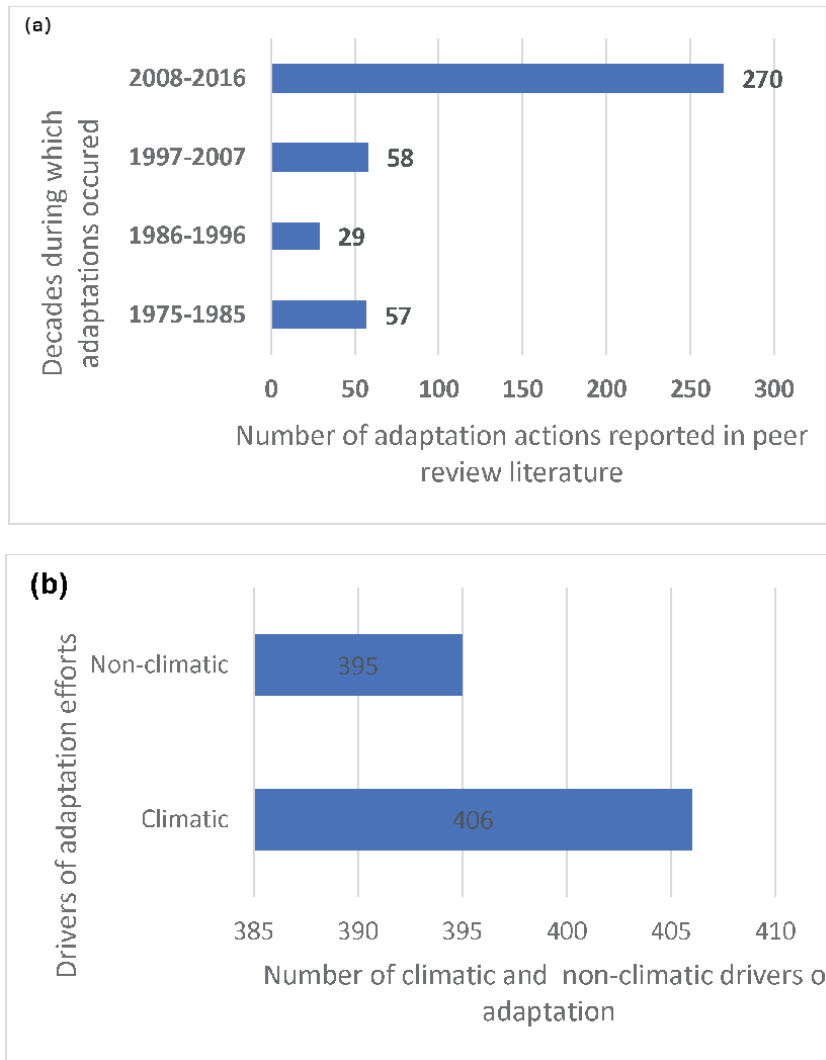 (a)
Decades during which
adaptations occured
2008-2016
270
1997-2007
58
1986-1996
29
1975-1985
57
0 50 100 150 200 250 300
Number of adaptation actions reported in peer
review literature
(b)
Drivers of adaptation efforts
Non-climatic
395
Climatic
406
385 390 395 400 405 410
Number of climatic and non-climatic drivers o
adaptation